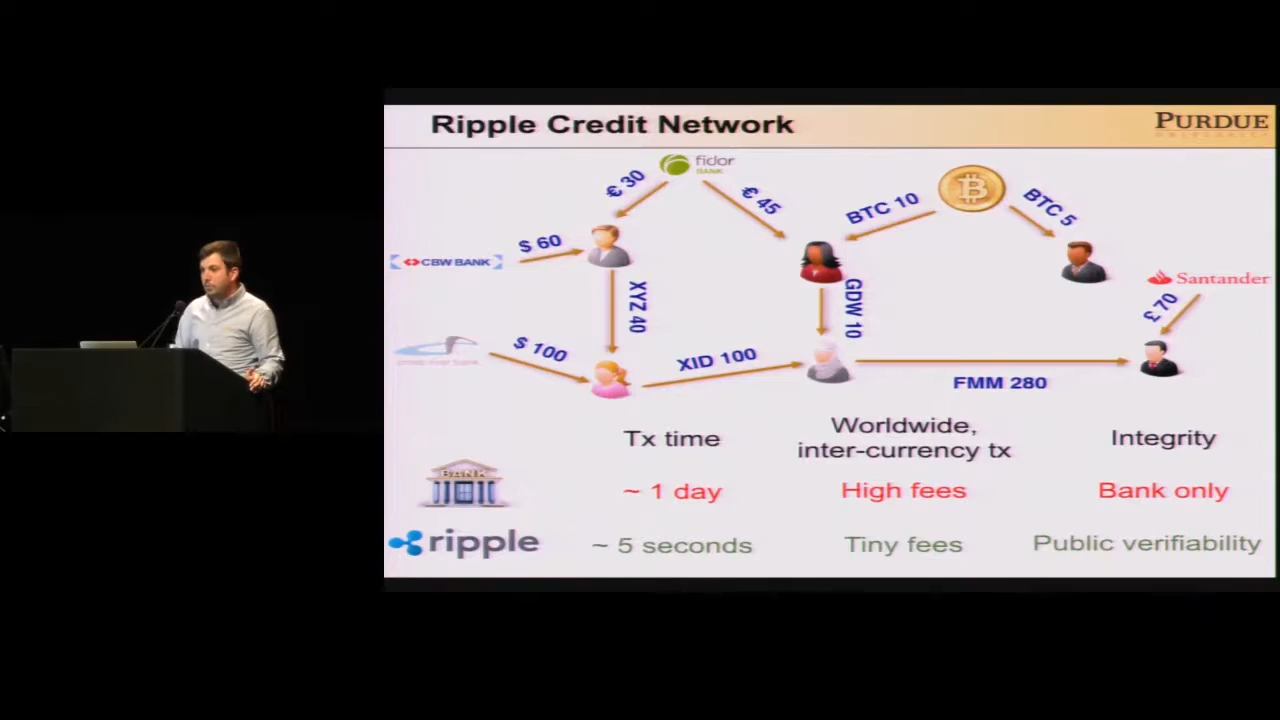 Ripple Credit Network
PURDUE
fidor
BANK
€ 30
€ 45
BTC 10
BTC 5
$ 60
CBW BANK
Santander
£ 70
XYZ 40
GDW 10
$ 100
XID 100
FMM 280
Tx time
Worldwide,
inter-currency tx
Integrity
BANK
~ 1 day
High fees
Bank only
ripple
~ 5 seconds
Tiny fees
Public verifiability